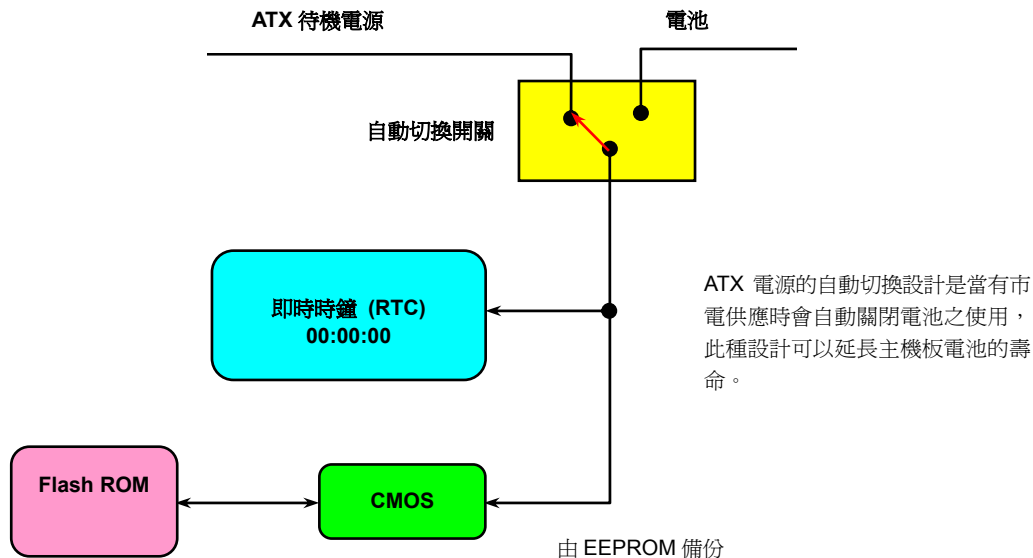 ATX 待機電源
電池
自動切換開關
即時時鐘 (RTC)
00:00:00
ATX 電源的自動切換設計是當有市
電供應時會自動關閉電池之使用，
此種設計可以延長主機板電池的壽
命。
Flash ROM
CMOS
由 EEPROM 備份